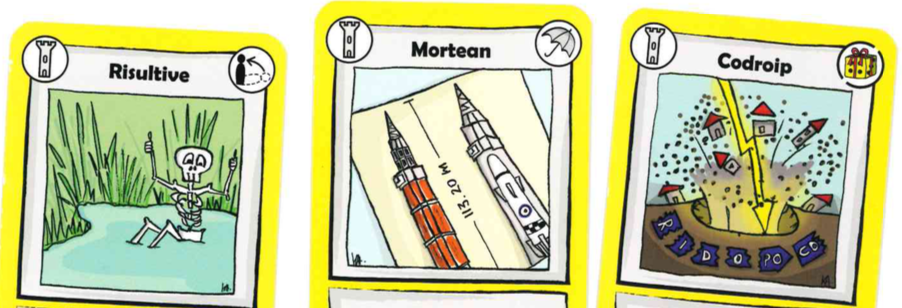 Risultive
Mortean
113,20 M
Codroip
R I D O PO CD